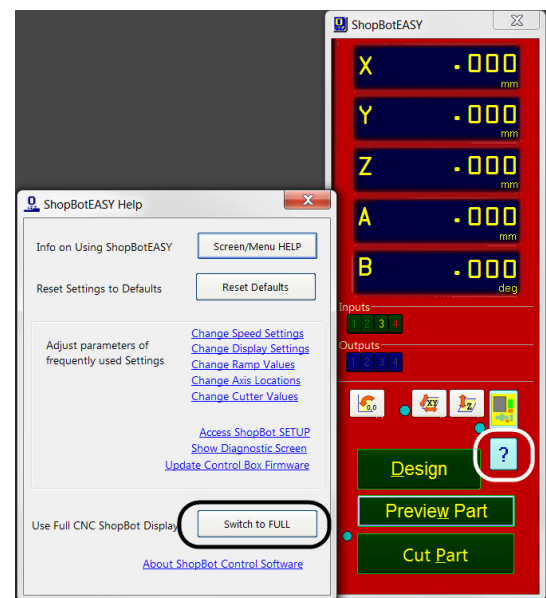 ShopBotEASY
X .000
mm
Y .000
mm
Z .000
mm
A .000
mm
B .000
deg
Inputs
1 2 3 4
Outputs
1 2 3 4
0,0 XY Z
?
Design
Preview Part
Cut Part
ShopBotEASY Help
Info on Using ShopBotEASY Screen/Menu HELP
Reset Settings to Defaults Reset Defaults
Adjust parameters of
frequently used Settings
Change Speed Settings
Change Display Settings
Change Ramp Values
Change Axis Locations
Change Cutter Values
Access ShopBot SETUP
Show Diagnostic Screen
Update Control Box Firmware
Use Full CNC ShopBot Display Switch to FULL
About ShopBot Control Software